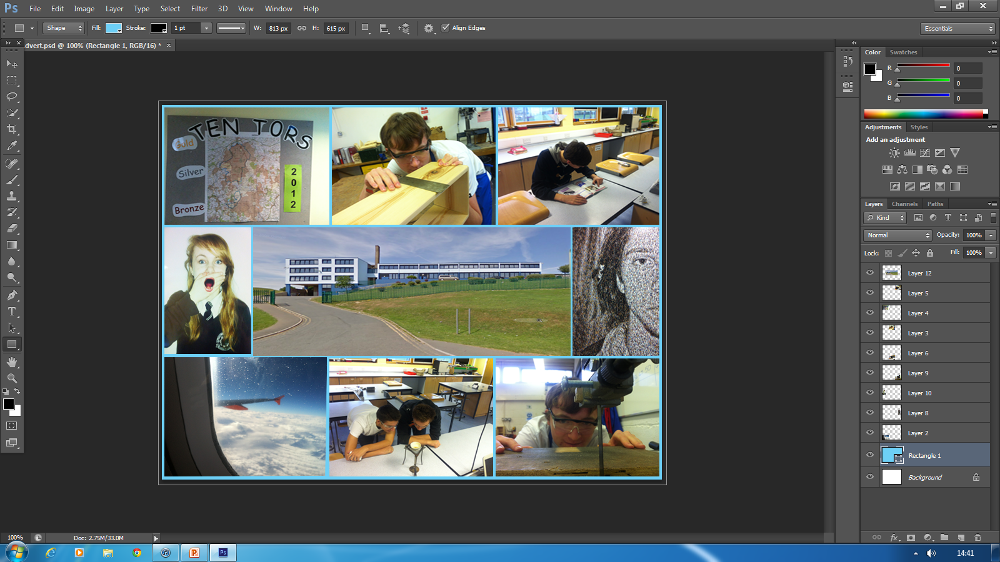 Ps File Edit Image Layer Type Select Filter 3D View Window Help
Shape Fill: Stroke: 1 pt W: 813 px H: 615 px Align Edges Essentials
dvert.psd @ 100% (Rectangle 1, RGB/16) *
Color Swatches
R 0
G 0
B 0
Adjustments Styles
Add an adjustment
Layers Channels Paths
Kind
Normal Opacity: 100%
Lock: Fill: 100%
Layer 12
Layer 5
Layer 4
Layer 3
Layer 6
Layer 9
Layer 10
Layer 8
Layer 2
Rectangle 1
Background
fx
T
TEN TORS
Gold
Silver
Bronze
2
0
1
2
100% Doc: 2.75M/33.0M
P Ps 14:41